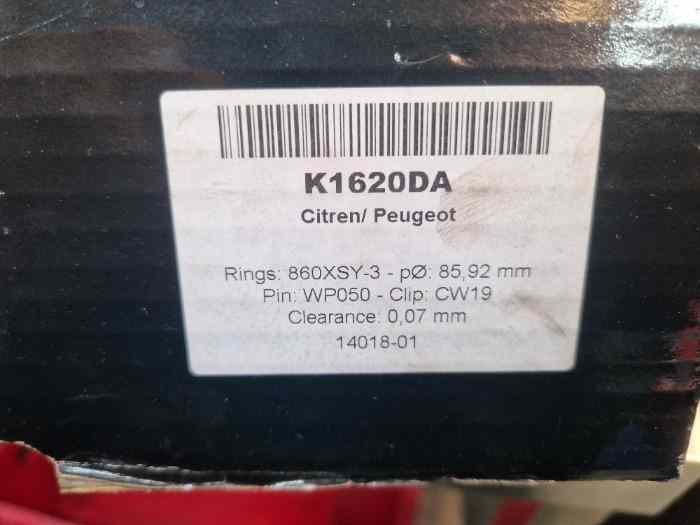 K1620DA
Citren/ Peugeot
Rings: 860XSY-3 - pØ: 85,92 mm
Pin: WP050 - Clip: CW19
Clearance: 0,07 mm
14018-01